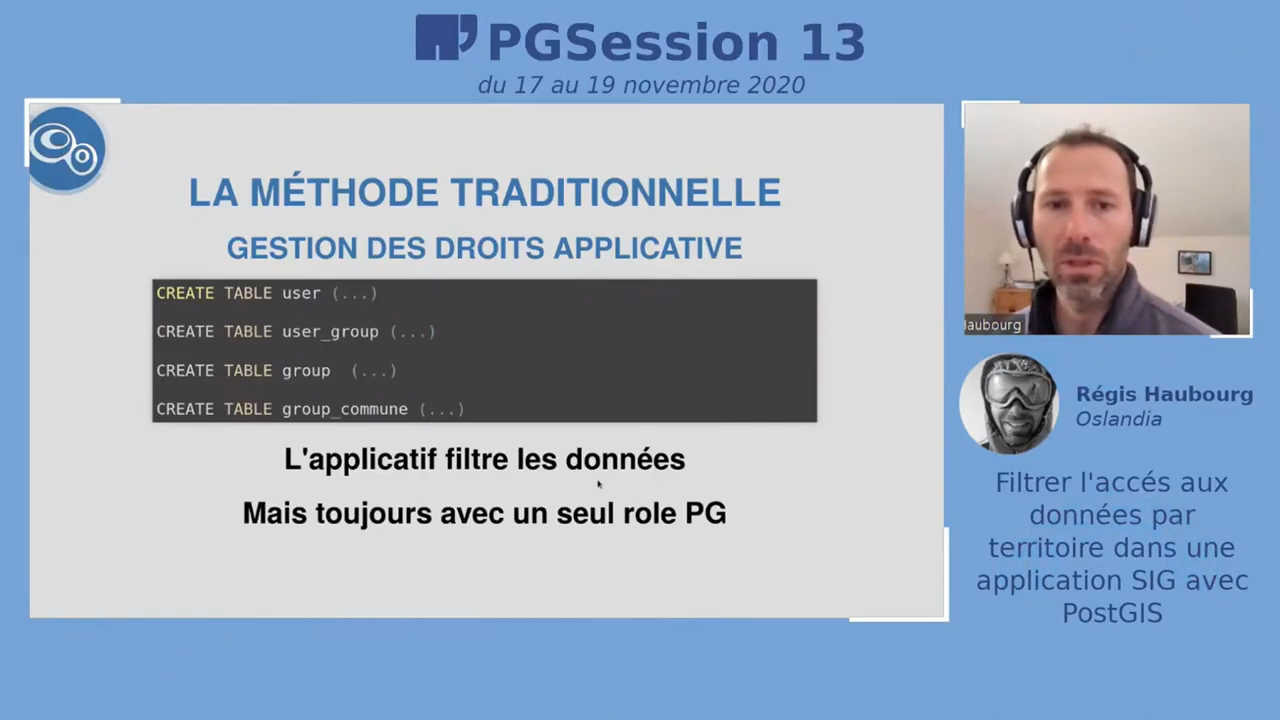 PGSession 13
du 17 au 19 novembre 2020
LA MÉTHODE TRADITIONNELLE
GESTION DES DROITS APPLICATIVE
CREATE TABLE user (...)
CREATE TABLE user_group (...)
CREATE TABLE group (...)
CREATE TABLE group_commune (...)
L'applicatif filtre les données
Mais toujours avec un seul role PG
Haubourg
Régis Haubourg
Oslandia
Filtrer l'accés aux
données par
territoire dans une
application SIG avec
PostGIS